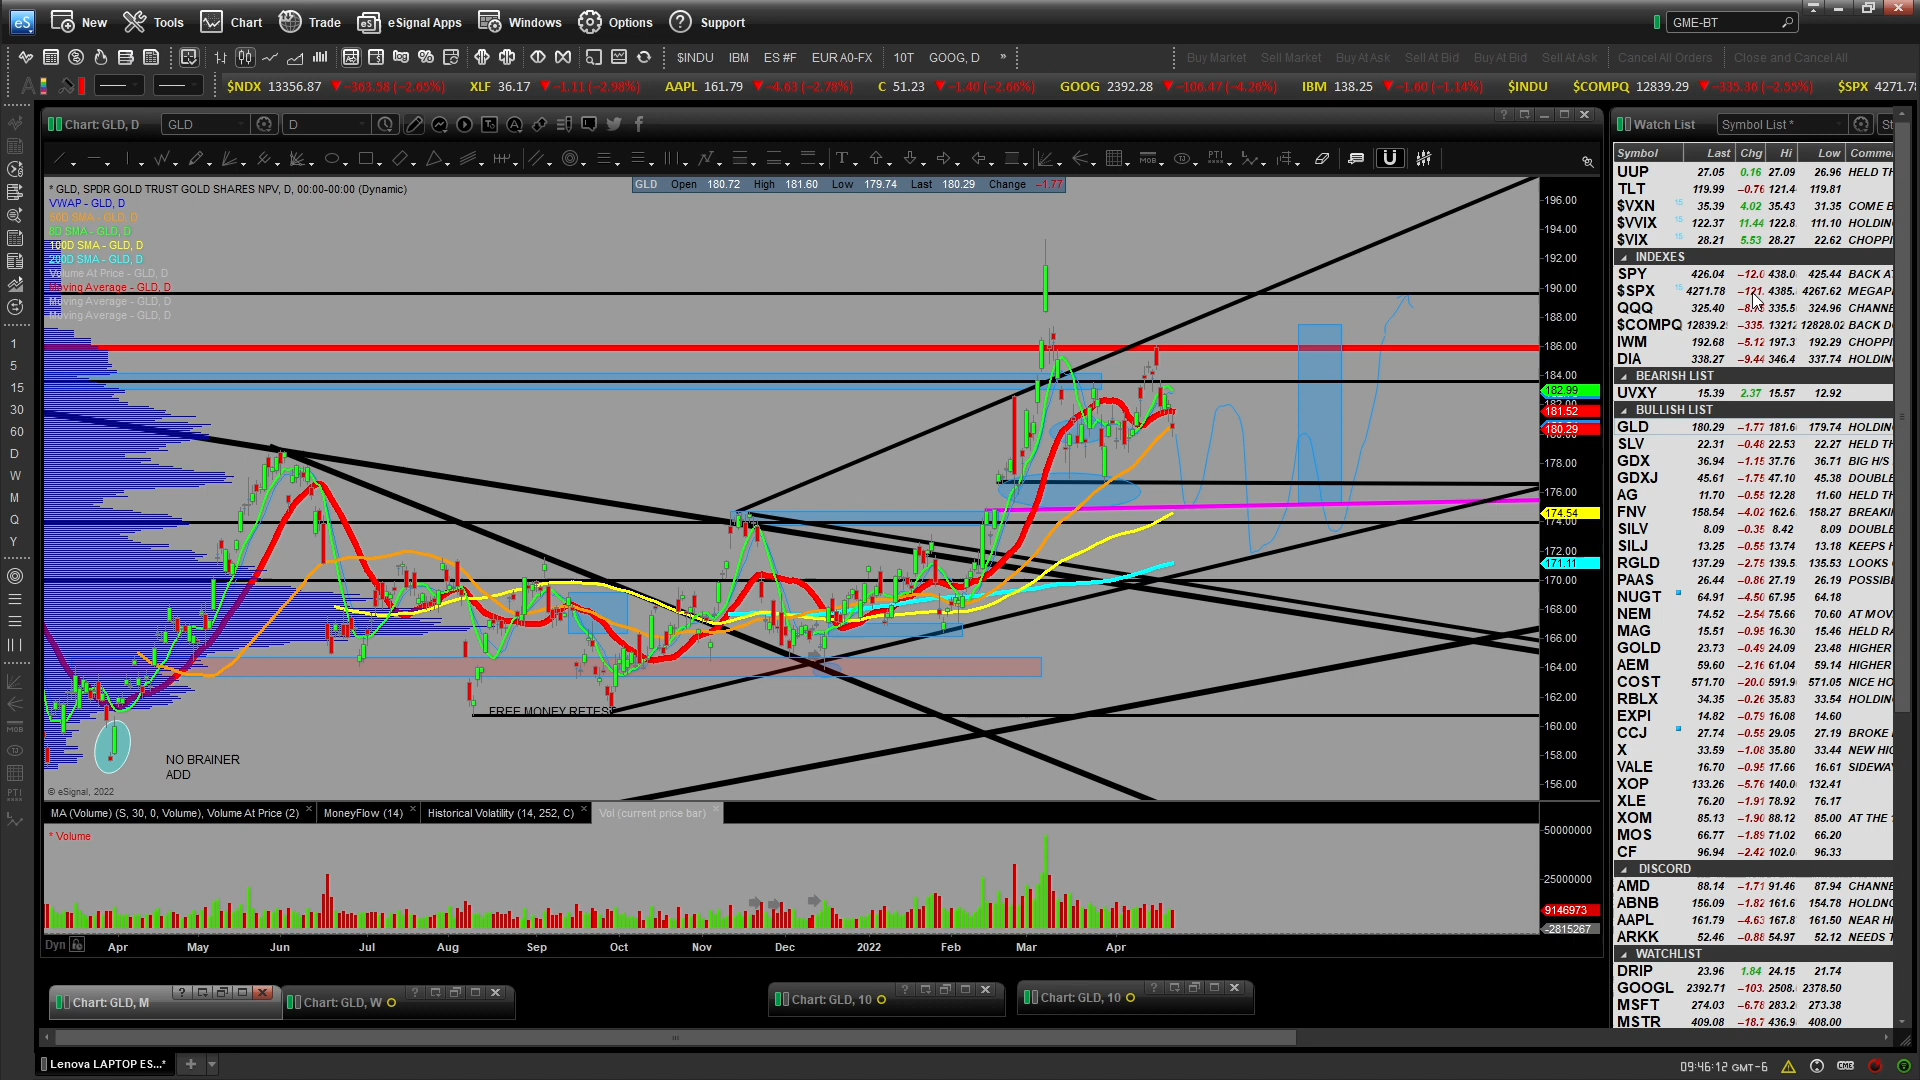 New Tools Chart Trade eSignal Apps Windows Options Support GME-BT
$INDU IBM ES #F EUR A0-FX 10T GOOG, D » Buy Market Sell Market Buy At Ask Sell At Bid Buy At Bid Sell At Ask Cancel All Orders Close and Cancel All
$NDX 13356.87 -363.58 (-2.65%) XLF 36.17 -1.11 (-2.98%) AAPL 161.79 -4.63 (-2.78%) C 51.23 -1.40 (-2.66%) GOOG 2392.28 -106.47 (-4.26%) IBM 138.25 -1.60 (-1.14%) $INDU $COMPQ 12839.29 -335.36 (-2.55%) $SPX 4271.78
Chart: GLD, D GLD D
* GLD, SPDR GOLD TRUST GOLD SHARES NPV, D, 00:00-00:00 (Dynamic)
GLD Open 180.72 High 181.60 Low 179.74 Last 180.29 Change -1.77
VWAP - GLD, D
50D SMA - GLD, D
8D SMA - GLD, D
100D SMA - GLD, D
200D SMA - GLD, D
Volume At Price - GLD, D
Moving Average - GLD, D
Moving Average - GLD, D
Moving Average - GLD, D
196.00
194.00
192.00
190.00
188.00
186.00
184.00
182.99
181.52
180.29
178.00
176.00
174.54
174.00
172.00
171.11
170.00
168.00
166.00
164.00
162.00
160.00
158.00
156.00
FREE MONEY RETEST
NO BRAINER
ADD
© eSignal, 2022
MA (Volume) (S, 30, 0, Volume), Volume At Price (2) MoneyFlow (14) Historical Volatility (14, 252, C) Vol (current price bar)
* Volume
50000000
25000000
9146973
-2815267
Dyn Apr May Jun Jul Aug Sep Oct Nov Dec 2022 Feb Mar Apr
1
5
15
30
60
D
W
M
Q
Y
Chart: GLD, M Chart: GLD, W Chart: GLD, 10 Chart: GLD, 10
Lenova LAPTOP ES...*
09:46:12 GMT-6
Watch List Symbol List *
Symbol Last Chg Hi Low Comme
UUP 27.05 0.16 27.09 26.96 HELD TH
TLT 119.99 -0.76 121.4 119.81
$VXN 35.39 4.02 35.43 31.35 COME B
$VVIX 122.37 11.44 122.8 111.10 HOLDIN
$VIX 28.21 5.53 28.27 22.62 CHOPPI
INDEXES
SPY 426.04 -12.0 438.0 425.44 BACK A
$SPX 4271.78 -121. 4385. 4267.62 MEGAP
QQQ 325.40 335.5 324.96 CHANNE
$COMPQ 12839.2 -335. 13212 12828.02 BACK D
IWM 192.68 -5.12 197.3 192.29 CHOPPI
DIA 338.27 -9.44 346.4 337.74 HOLDIN
BEARISH LIST
UVXY 15.39 2.37 15.57 12.92
BULLISH LIST
GLD 180.29 -1.77 181.6 179.74 HOLDIN
SLV 22.31 -0.48 22.53 22.27 HELD TH
GDX 36.94 -1.15 37.76 36.71 BIG H/S
GDXJ 45.61 -1.75 47.10 45.38 DOUBLE
AG 11.70 -0.55 12.28 11.60 HELD TH
FNV 158.54 -4.02 162.6 158.27 BREAKI
SILV 8.09 -0.35 8.42 8.09 DOUBLE
SILJ 13.25 -0.55 13.74 13.18 KEEPS H
RGLD 137.29 -2.75 139.5 135.53 LOOKS
PAAS 26.44 -0.86 27.19 26.19 POSSIB
NUGT 64.91 -4.50 67.95 64.18
NEM 74.52 -2.54 75.66 70.60 AT MOV
MAG 15.51 -0.95 16.30 15.46 HELD RA
GOLD 23.73 -0.49 24.09 23.48 HIGHER
AEM 59.60 -2.16 61.04 59.14 HIGHER
COST 571.70 -20.0 591.9 571.05 NICE HO
RBLX 34.35 -0.26 35.83 33.54 HOLDIN
EXPI 14.82 -0.79 16.08 14.60
CCJ 27.74 -0.55 29.05 27.19 BROKE
X 33.59 -1.08 35.80 33.44 NEW HIG
VALE 16.70 -0.95 17.66 16.61 SIDEWA
XOP 133.26 -5.76 140.0 132.41
XLE 76.20 -1.91 78.92 76.17
XOM 85.13 -1.90 88.12 85.00 AT THE
MOS 66.77 -1.89 71.02 66.20
CF 96.94 -2.42 102.0 96.33
DISCORD
AMD 88.14 -1.71 91.46 87.94 CHANNE
ABNB 156.09 -1.82 161.6 154.78 HOLDNG
AAPL 161.79 -4.63 167.8 161.50 NEAR HI
ARKK 52.46 -0.88 54.97 52.12 NEEDS T
WATCHLIST
DRIP 23.96 1.84 24.15 21.74
GOOGL 2392.71 -103. 2508. 2378.50
MSFT 274.03 -6.78 283.2 273.38
MSTR 409.08 -18.7 436.9 408.00